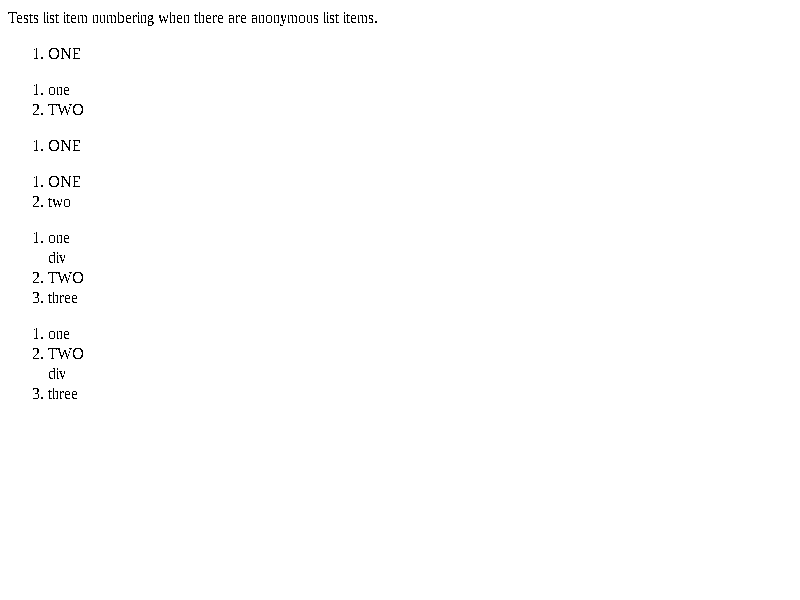 Tests list item numbering when there are anonymous list items.
1. ONE
1. one
2. TWO
1. ONE
1. ONE
2. two
1. one
div
2. TWO
3. three
1. one
2. TWO
div
3. three